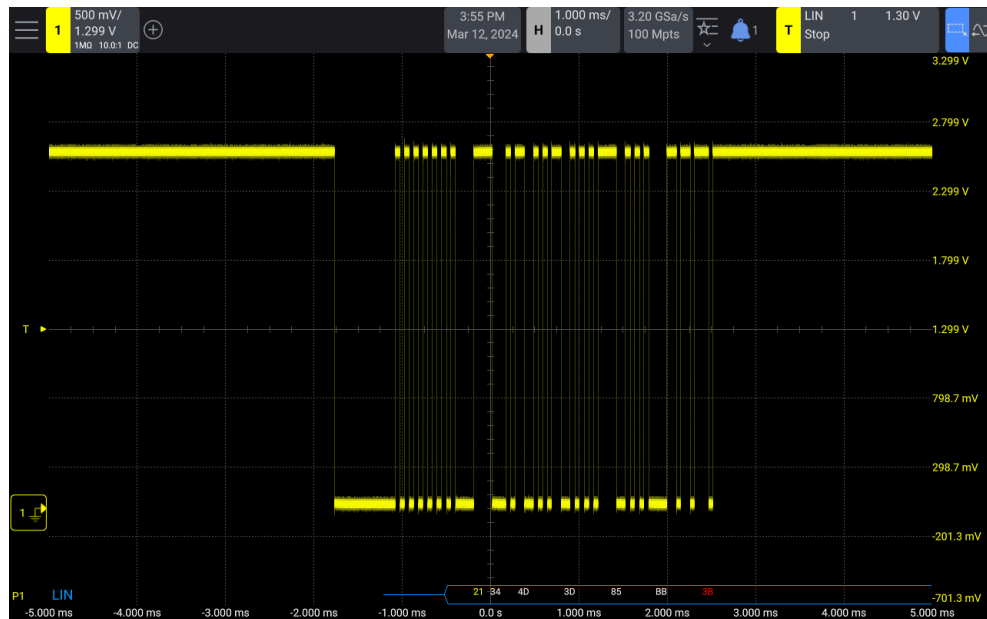 1
500 mV/
1.299 V
1MΩ 10.0:1 DC
3:55 PM
Mar 12, 2024
H
1.000 ms/
0.0 s
3.20 GSa/s
100 Mpts
1
T
LIN 1 1.30 V
Stop
3.299 V
2.799 V
2.299 V
1.799 V
T
1.299 V
798.7 mV
298.7 mV
1
-201.3 mV
21 34 4D 3D 85 BB 3B
P1 LIN
-701.3 mV
-5.000 ms -4.000 ms -3.000 ms -2.000 ms -1.000 ms 0.0 s 1.000 ms 2.000 ms 3.000 ms 4.000 ms 5.000 ms